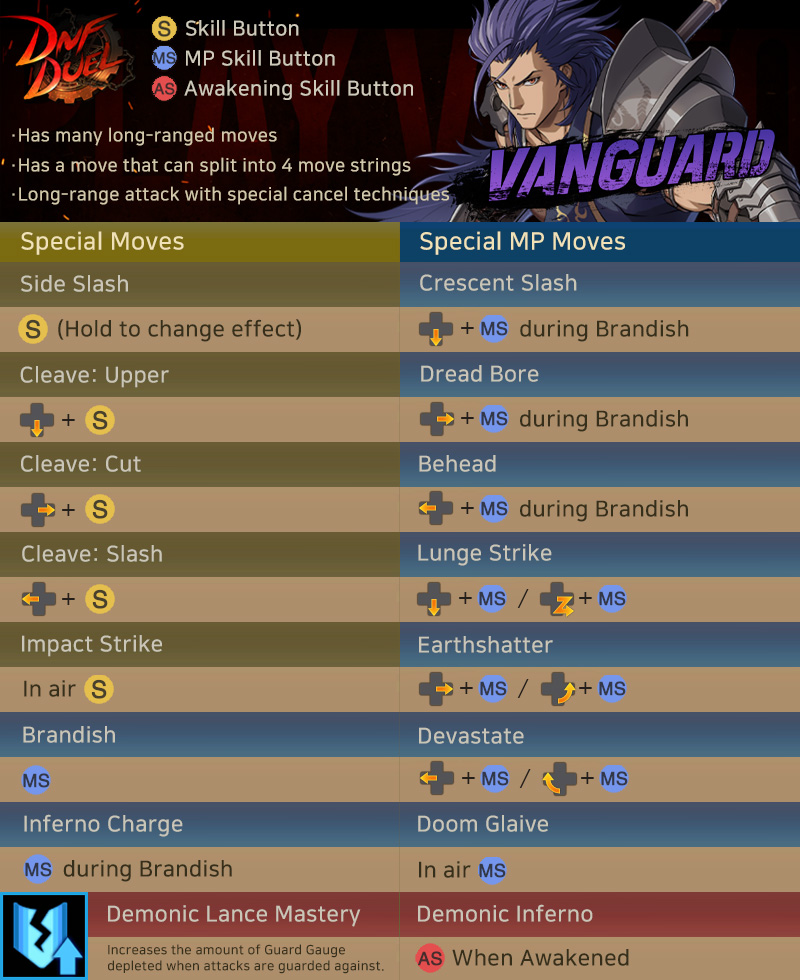 DNF DUEL
S Skill Button
MS MP Skill Button
AS Awakening Skill Button
·Has many long-ranged moves
·Has a move that can split into 4 move strings
·Long-range attack with special cancel techniques
VANGUARD
Special Moves
Special MP Moves
Side Slash
Crescent Slash
S (Hold to change effect)
+ MS during Brandish
Cleave: Upper
Dread Bore
+ S
+ MS during Brandish
Cleave: Cut
Behead
+ S
+ MS during Brandish
Cleave: Slash
Lunge Strike
+ S
+ MS / + MS
Impact Strike
Earthshatter
In air S
+ MS / + MS
Brandish
Devastate
MS
+ MS / + MS
Inferno Charge
Doom Glaive
MS during Brandish
In air MS
Demonic Lance Mastery
Demonic Inferno
Increases the amount of Guard Gauge
depleted when attacks are guarded against.
AS When Awakened